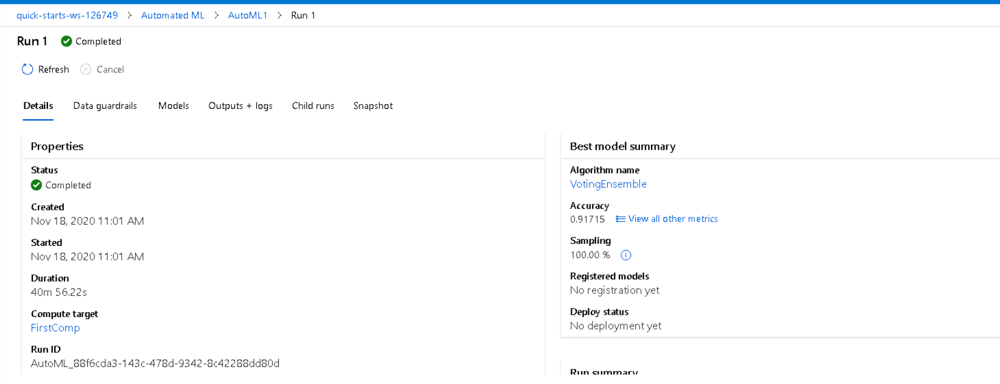 quick-starts-ws-126749 > Automated ML > AutoML1 > Run 1
Run 1 Completed
Refresh Cancel
Details Data guardrails Models Outputs + logs Child runs Snapshot
Properties
Status
Completed
Created
Nov 18, 2020 11:01 AM
Started
Nov 18, 2020 11:01 AM
Duration
40m 56.22s
Compute target
FirstComp
Run ID
AutoML_88f6cda3-143c-478d-9342-8c42288dd80d
Best model summary
Algorithm name
VotingEnsemble
Accuracy
0.91715 View all other metrics
Sampling
100.00 %
Registered models
No registration yet
Deploy status
No deployment yet
Run summary